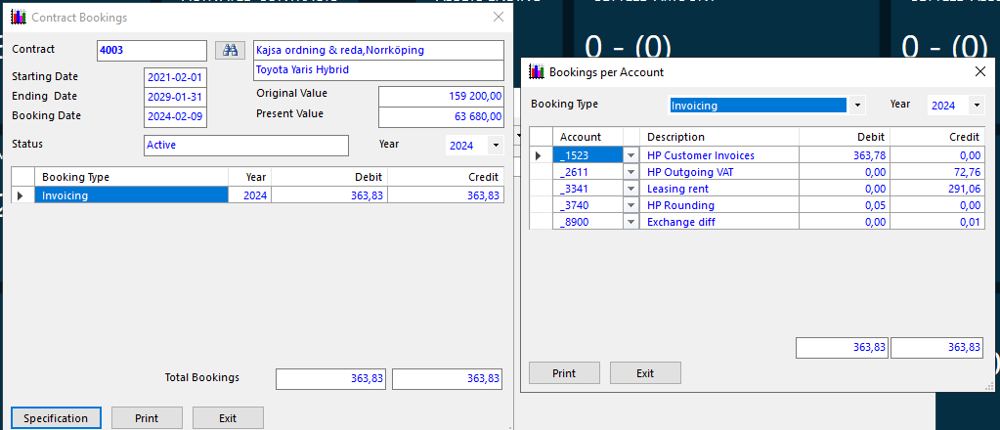 Contract Bookings
Contract 4003 Kajsa ordning & reda,Norrköping
Toyota Yaris Hybrid
Starting Date 2021-02-01
Ending Date 2029-01-31 Original Value 159 200,00
Booking Date 2024-02-09 Present Value 63 680,00
Status Active Year 2024
Booking Type Year Debit Credit
Invoicing 2024 363,83 363,83
Total Bookings 363,83 363,83
Specification Print Exit
0 - (0)
0 - (0)
Bookings per Account
Booking Type Invoicing Year 2024
Account Description Debit Credit
_1523 HP Customer Invoices 363,78 0,00
_2611 HP Outgoing VAT 0,00 72,76
_3341 Leasing rent 0,00 291,06
_3740 HP Rounding 0,05 0,00
_8900 Exchange diff 0,00 0,01
363,83 363,83
Print Exit